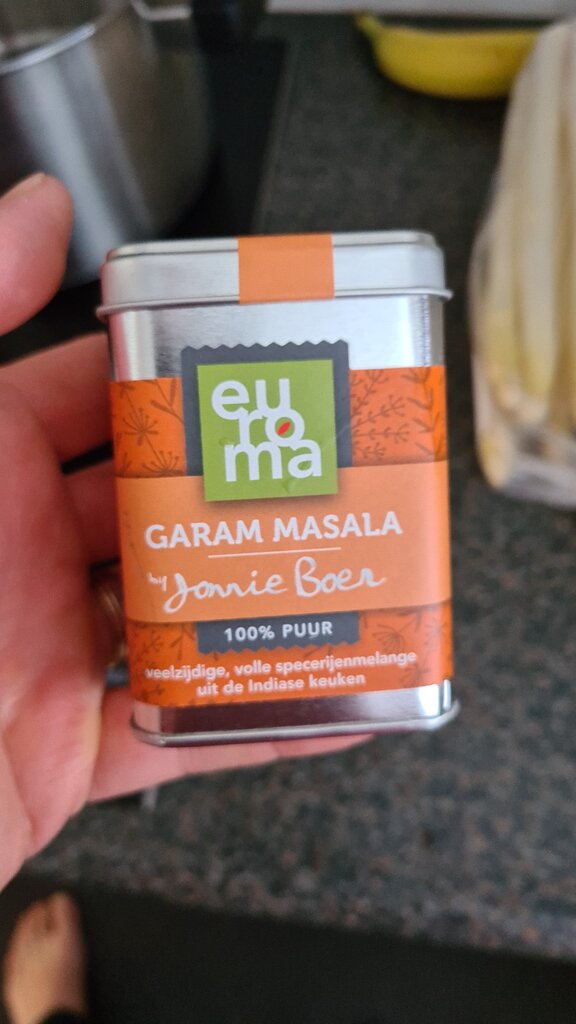 eu
ro
ma
GARAM MASALA
by Jonnie Boer
100% PUUR
veelzijdige, volle specerijenmelange
uit de Indiase keuken